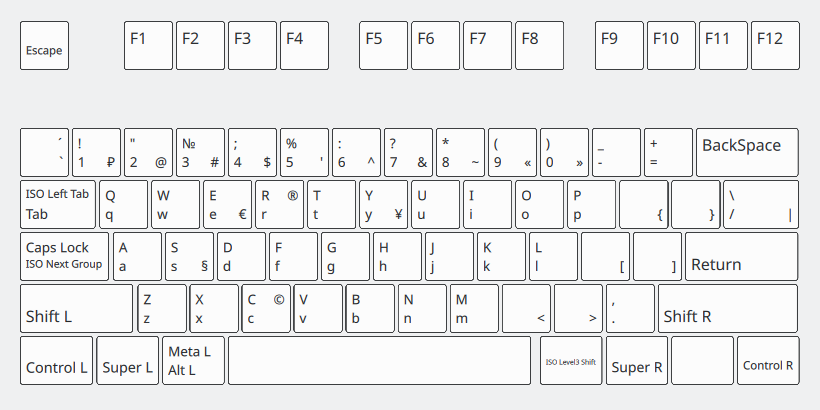 Escape F1 F2 F3 F4 F5 F6 F7 F8 F9 F10 F11 F12
´ ! " № ; % : ? * ( ) _ + BackSpace
` 1 ₽ 2 @ 3 # 4 $ 5 ' 6 ^ 7 & 8 ~ 9 « 0 » - =
ISO Left Tab Q W E R ® T Y U I O P \
Tab q w e € r t y ¥ u i o p { } / |
Caps Lock A S D F G H J K L
ISO Next Group a s § d f g h j k l [ ] Return
Z X C © V B N M ,
Shift L z x c v b n m < > . Shift R
Meta L
Control L Super L Alt L ISO Level3 Shift Super R Control R